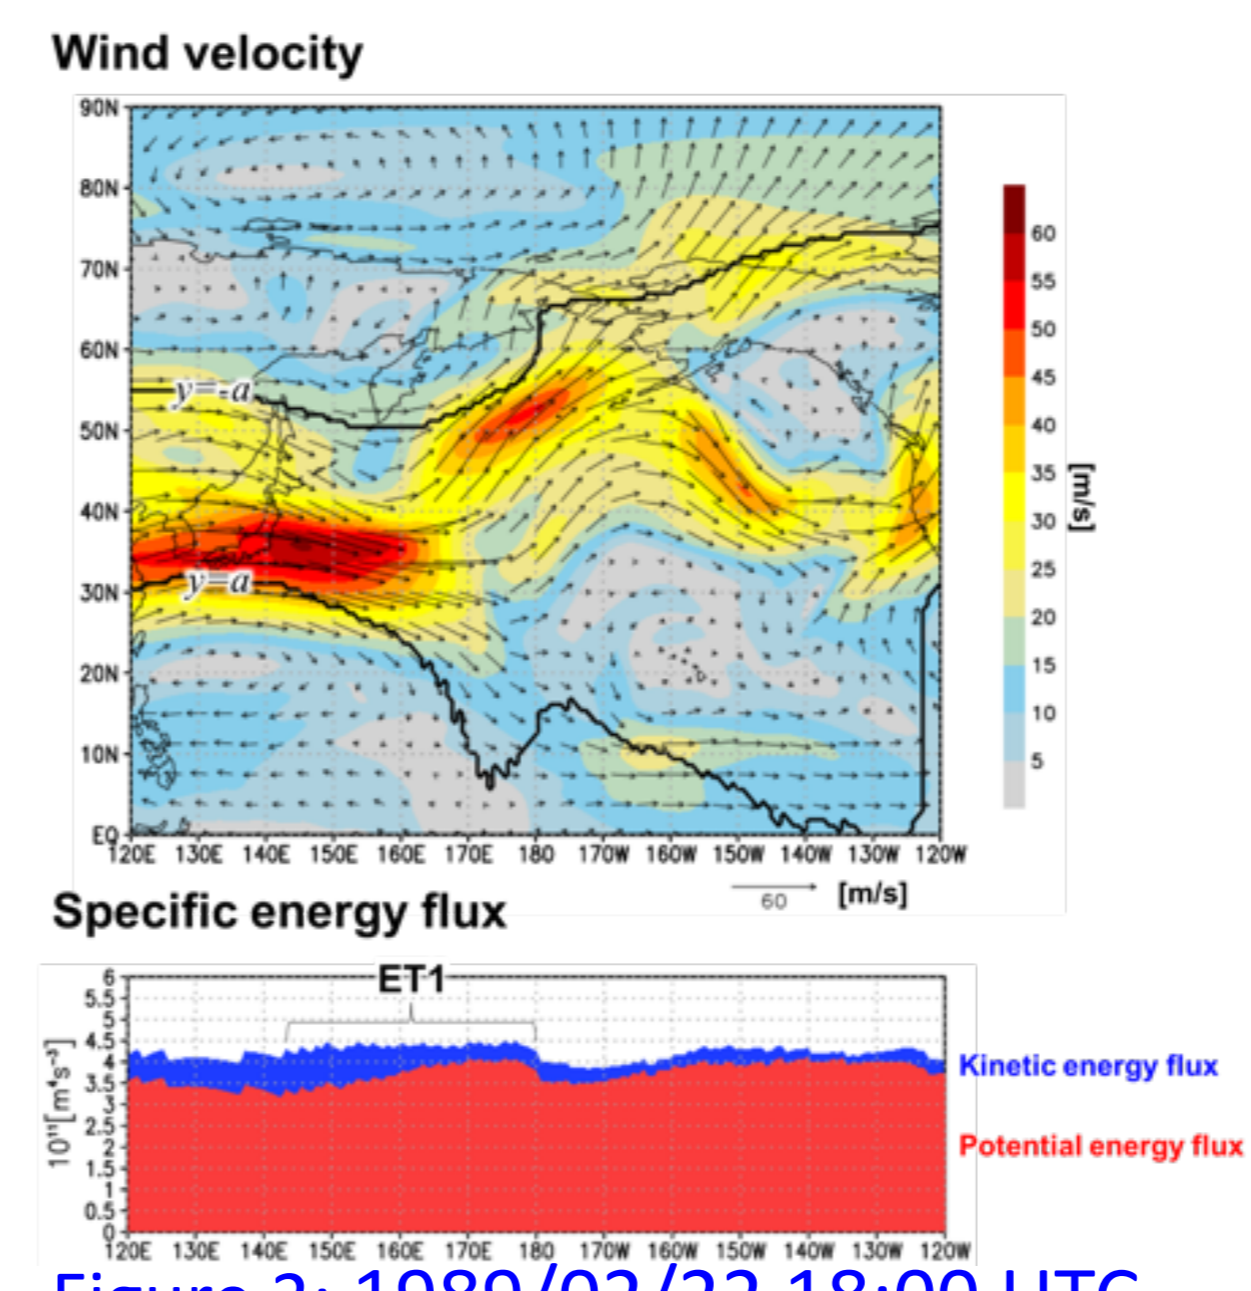 Wind velocity
90N
80N
70N
60N
y=-a
50N
40N
y=a
30N
20N
10N
EQ
120E 130E 140E 150E 160E 170E 180 170W 160W 150W 140W 130W 120W
60
55
50
45
40
35
30
25
20
15
10
5
[m/s]
60 [m/s]
Specific energy flux
ET1
6
5.5
5
4.5
4
3.5
3
2.5
2
1.5
1
0.5
0
10¹¹[m⁴s⁻³]
Kinetic energy flux
Potential energy flux
120E 130E 140E 150E 160E 170E 180 170W 160W 150W 140W 130W 120W